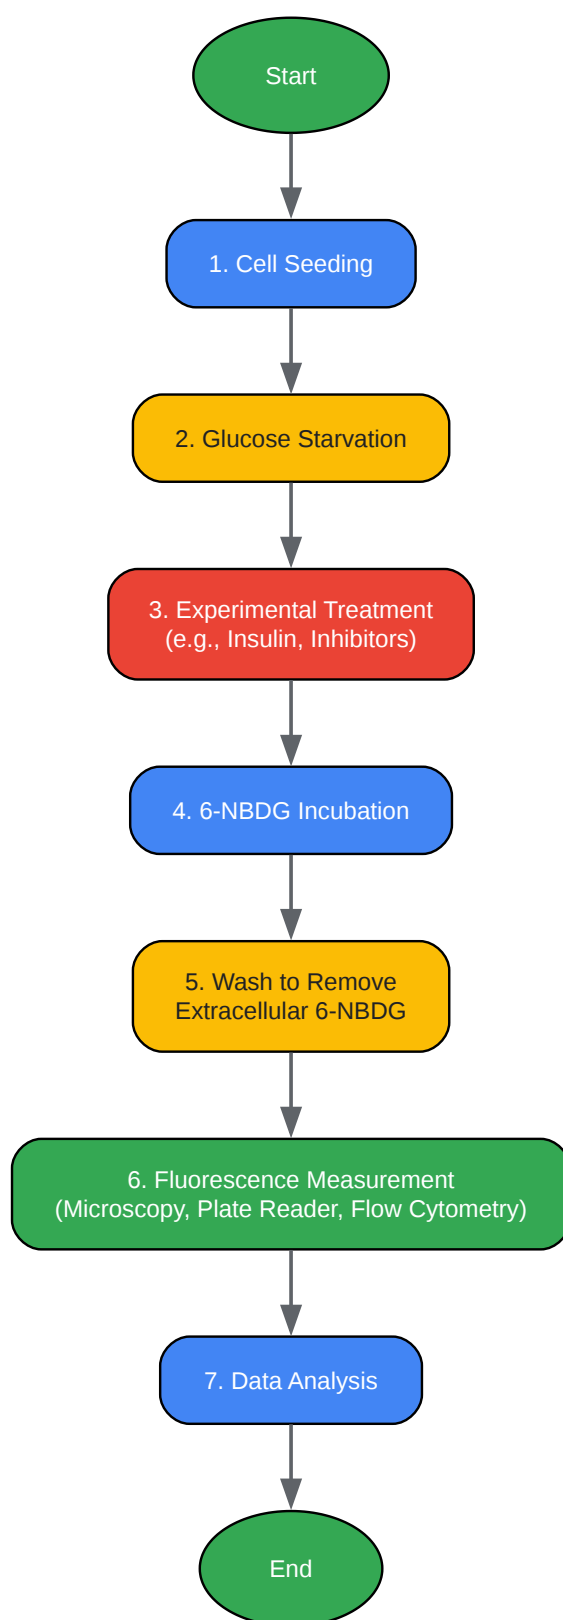 Start
1. Cell Seeding
2. Glucose Starvation
3. Experimental Treatment
(e.g., Insulin, Inhibitors)
4. 6-NBDG Incubation
5. Wash to Remove
Extracellular 6-NBDG
6. Fluorescence Measurement
(Microscopy, Plate Reader, Flow Cytometry)
7. Data Analysis
End